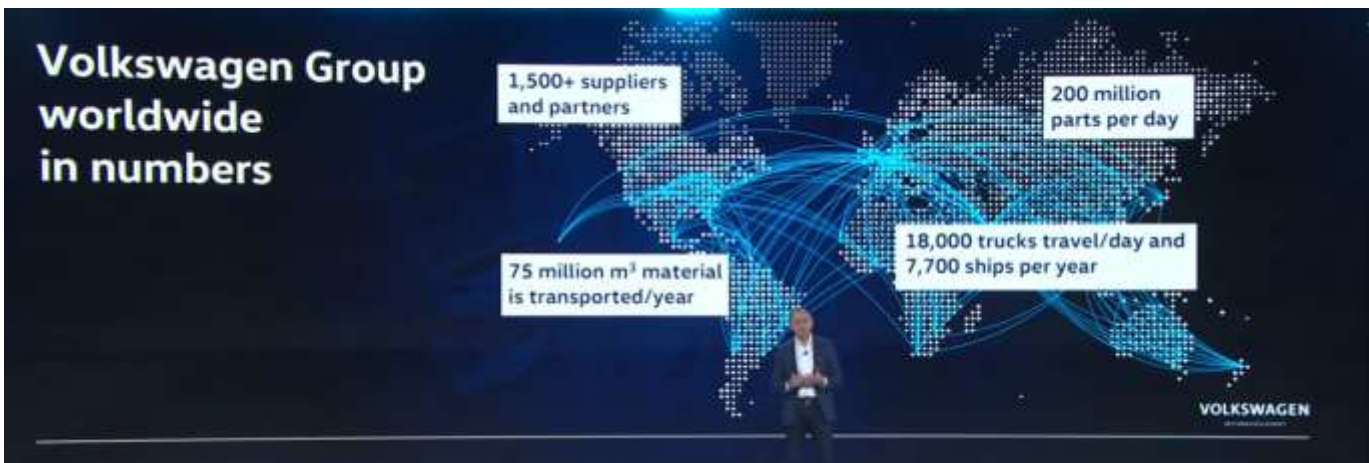 Volkswagen Group
worldwide
in numbers
1,500+ suppliers
and partners
200 million
parts per day
18,000 trucks travel/day and
7,700 ships per year
75 million m³ material
is transported/year
VOLKSWAGEN